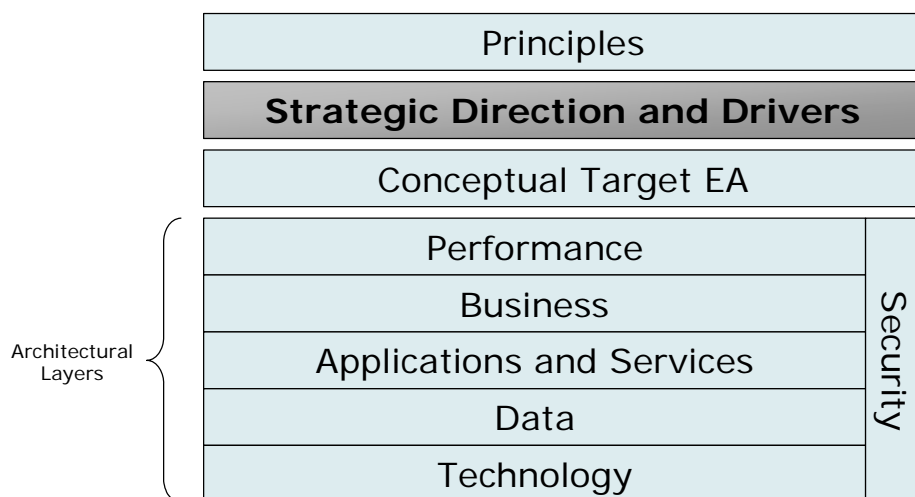 Principles
Strategic Direction and Drivers
Conceptual Target EA
Performance
Business
Applications and Services
Data
Technology
Security
Architectural
Layers